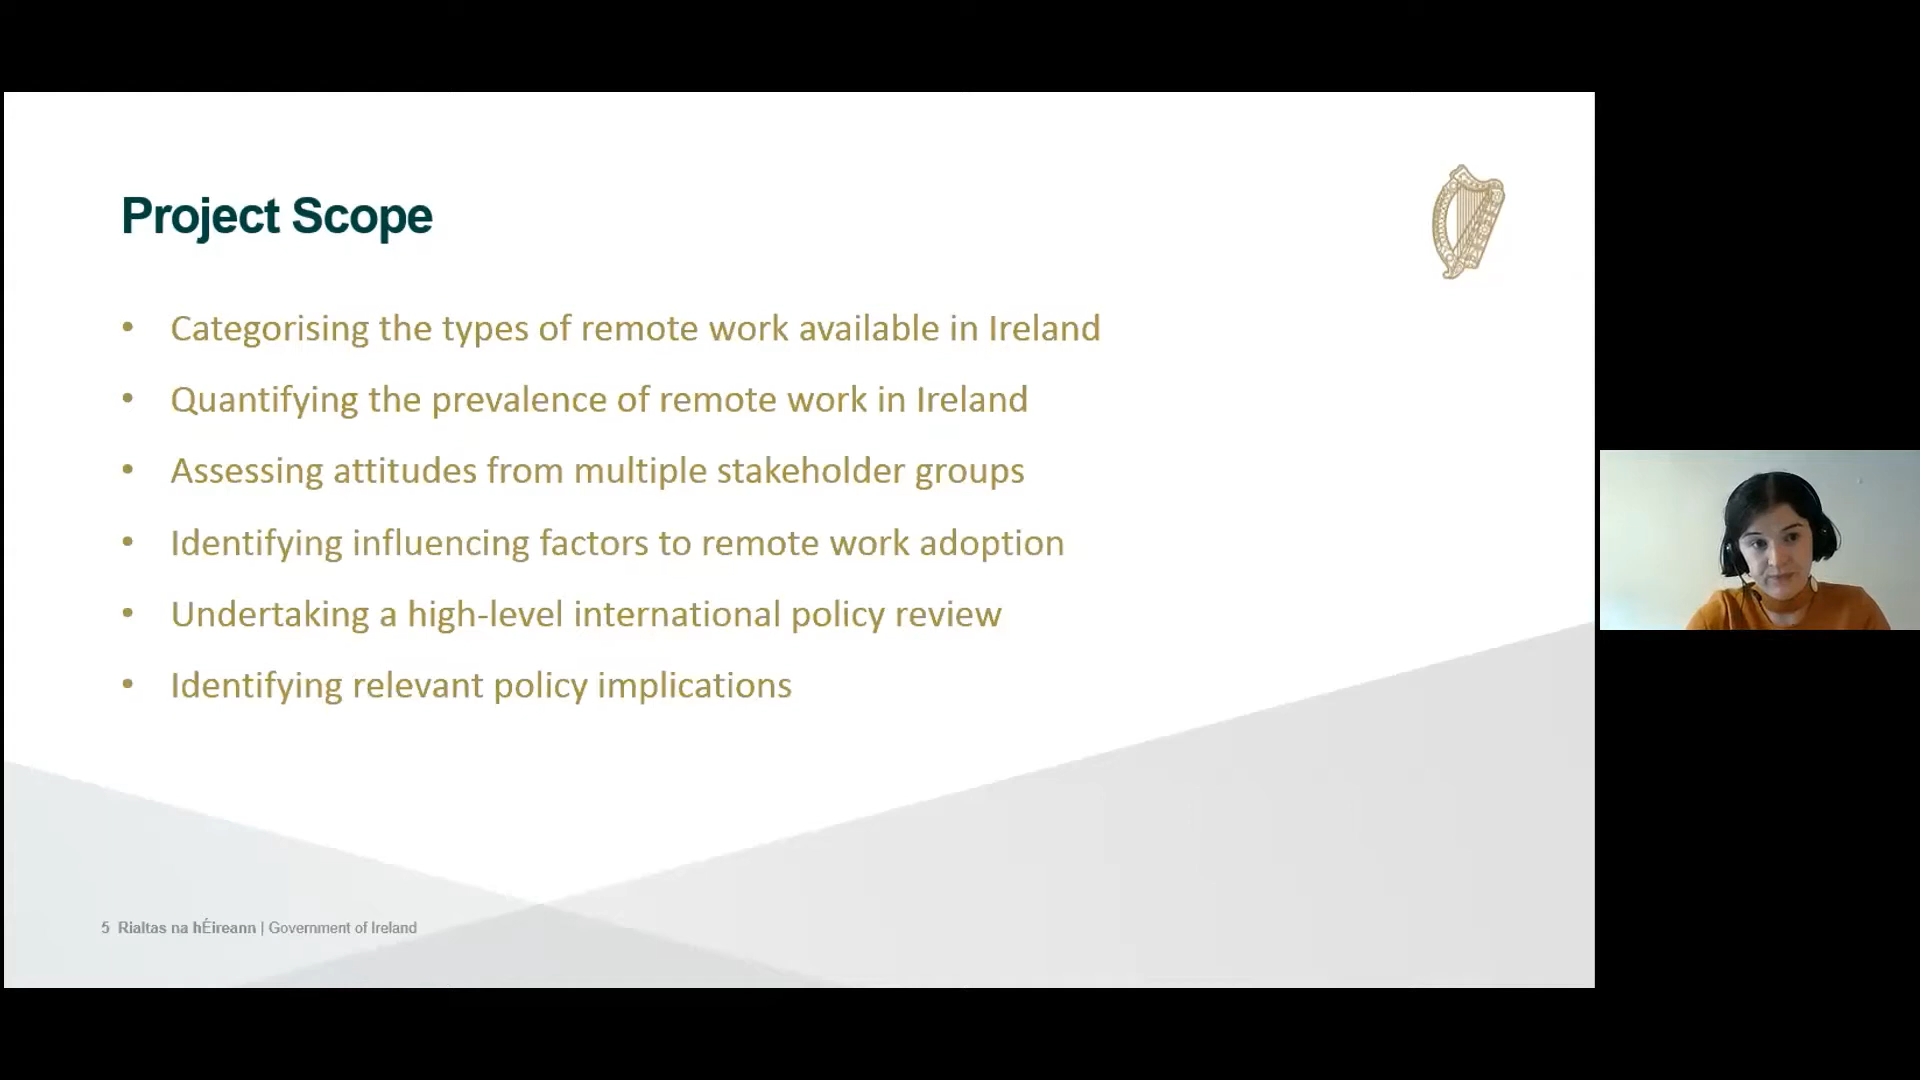 Project Scope
• Categorising the types of remote work available in Ireland
• Quantifying the prevalence of remote work in Ireland
• Assessing attitudes from multiple stakeholder groups
• Identifying influencing factors to remote work adoption
• Undertaking a high-level international policy review
• Identifying relevant policy implications
5 Rialtas na hÉireann | Government of Ireland